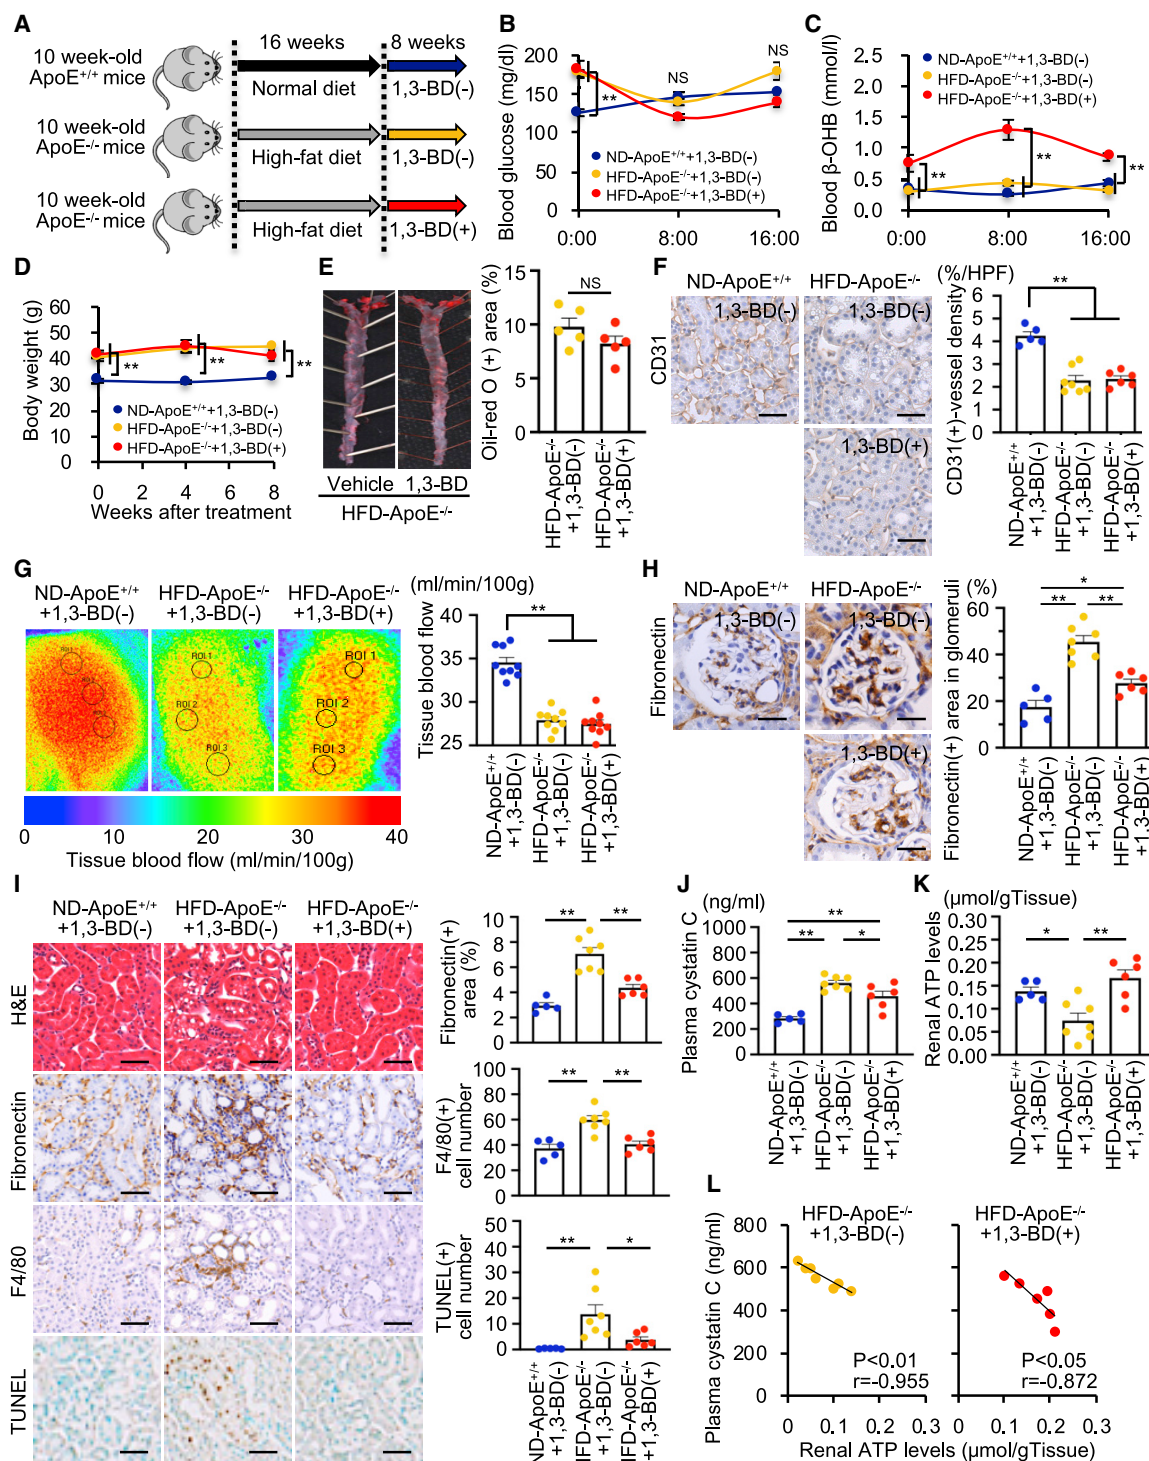 A
10 week-old
ApoE+/+ mice
16 weeks
8 weeks
Normal diet
1,3-BD(-)
10 week-old
ApoE-/- mice
High-fat diet
1,3-BD(-)
10 week-old
ApoE-/- mice
High-fat diet
1,3-BD(+)
B
Blood glucose (mg/dl)
200
150
100
50
0
NS
NS
**
ND-ApoE+/++1,3-BD(-)
HFD-ApoE-/-+1,3-BD(-)
HFD-ApoE-/-+1,3-BD(+)
0:00 8:00 16:00
C
Blood β-OHB (mmol/l)
2.5
2.0
1.5
1.0
0.5
0.0
ND-ApoE+/++1,3-BD(-)
HFD-ApoE-/-+1,3-BD(-)
HFD-ApoE-/-+1,3-BD(+)
**
**
**
0:00 8:00 16:00
D
Body weight (g)
60
50
40
30
20
10
0
**
**
**
ND-ApoE+/++1,3-BD(-)
HFD-ApoE-/-+1,3-BD(-)
HFD-ApoE-/-+1,3-BD(+)
0 2 4 6 8
Weeks after treatment
E
Vehicle 1,3-BD
HFD-ApoE-/-
Oil-red O (+) area (%)
15
10
5
0
NS
HFD-ApoE-/-
+1,3-BD(-)
HFD-ApoE-/-
+1,3-BD(+)
F
ND-ApoE+/+
HFD-ApoE-/-
CD31
1,3-BD(-)
1,3-BD(-)
1,3-BD(+)
(%/HPF)
CD31(+)-vessel density
6
5
4
3
2
1
0
**
ND-ApoE+/+
+1,3-BD(-)
HFD-ApoE-/-
+1,3-BD(-)
HFD-ApoE-/-
+1,3-BD(+)
G
ND-ApoE+/+
+1,3-BD(-)
HFD-ApoE-/-
+1,3-BD(-)
HFD-ApoE-/-
+1,3-BD(+)
ROI 1
ROI 2
ROI 3
ROI 1
ROI 2
ROI 3
0 10 20 30 40
Tissue blood flow (ml/min/100g)
(ml/min/100g)
Tissue blood flow
40
35
30
25
**
ND-ApoE+/+
+1,3-BD(-)
HFD-ApoE-/-
+1,3-BD(-)
HFD-ApoE-/-
+1,3-BD(+)
H
ND-ApoE+/+
HFD-ApoE-/-
Fibronectin
1,3-BD(-)
1,3-BD(-)
1,3-BD(+)
(%)
Fibronectin(+) area in glomeruli
60
40
20
0
*
** **
ND-ApoE+/+
+1,3-BD(-)
HFD-ApoE-/-
+1,3-BD(-)
HFD-ApoE-/-
+1,3-BD(+)
I
ND-ApoE+/+
+1,3-BD(-)
HFD-ApoE-/-
+1,3-BD(-)
HFD-ApoE-/-
+1,3-BD(+)
H&E
Fibronectin
F4/80
TUNEL
Fibronectin(+)
area (%)
10
8
6
4
2
0
** **
F4/80(+)
cell number
100
80
60
40
20
0
** **
TUNEL(+)
cell number
50
40
30
20
10
0
** *
ND-ApoE+/+
+1,3-BD(-)
HFD-ApoE-/-
+1,3-BD(-)
HFD-ApoE-/-
+1,3-BD(+)
J
(ng/ml)
Plasma cystatin C
1000
800
600
400
200
0
**
** *
ND-ApoE+/+
+1,3-BD(-)
HFD-ApoE-/-
+1,3-BD(-)
HFD-ApoE-/-
+1,3-BD(+)
K
(μmol/gTissue)
Renal ATP levels
0.30
0.25
0.20
0.15
0.10
0.05
0.00
* **
ND-ApoE+/+
+1,3-BD(-)
HFD-ApoE-/-
+1,3-BD(-)
HFD-ApoE-/-
+1,3-BD(+)
L
HFD-ApoE-/-
+1,3-BD(-)
HFD-ApoE-/-
+1,3-BD(+)
Plasma cystatin C (ng/ml)
800
600
400
200
0
P<0.01
r=-0.955
P<0.05
r=-0.872
0 0.1 0.2 0.3
0 0.1 0.2 0.3
Renal ATP levels (μmol/gTissue)